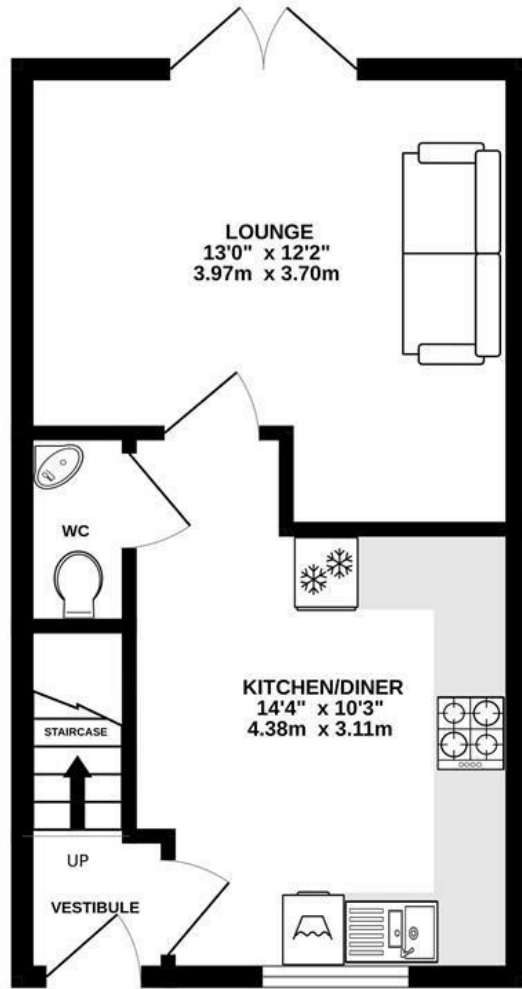 LOUNGE
13'0" x 12'2"
3.97m x 3.70m
WC
KITCHEN/DINER
14'4" x 10'3"
4.38m x 3.11m
STAIRCASE
UP
VESTIBULE